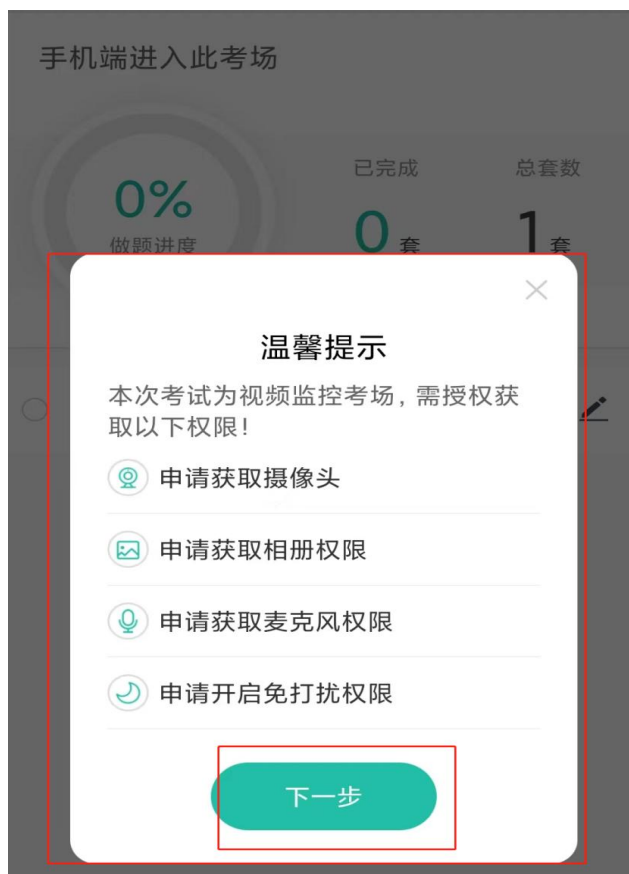 手机端进入此考场
已完成 总套数
0%
做题进度
0 套 1 套
温馨提示
本次考试为视频监控考场，需授权获
取以下权限！
申请获取摄像头
申请获取相册权限
申请获取麦克风权限
申请开启免打扰权限
下一步